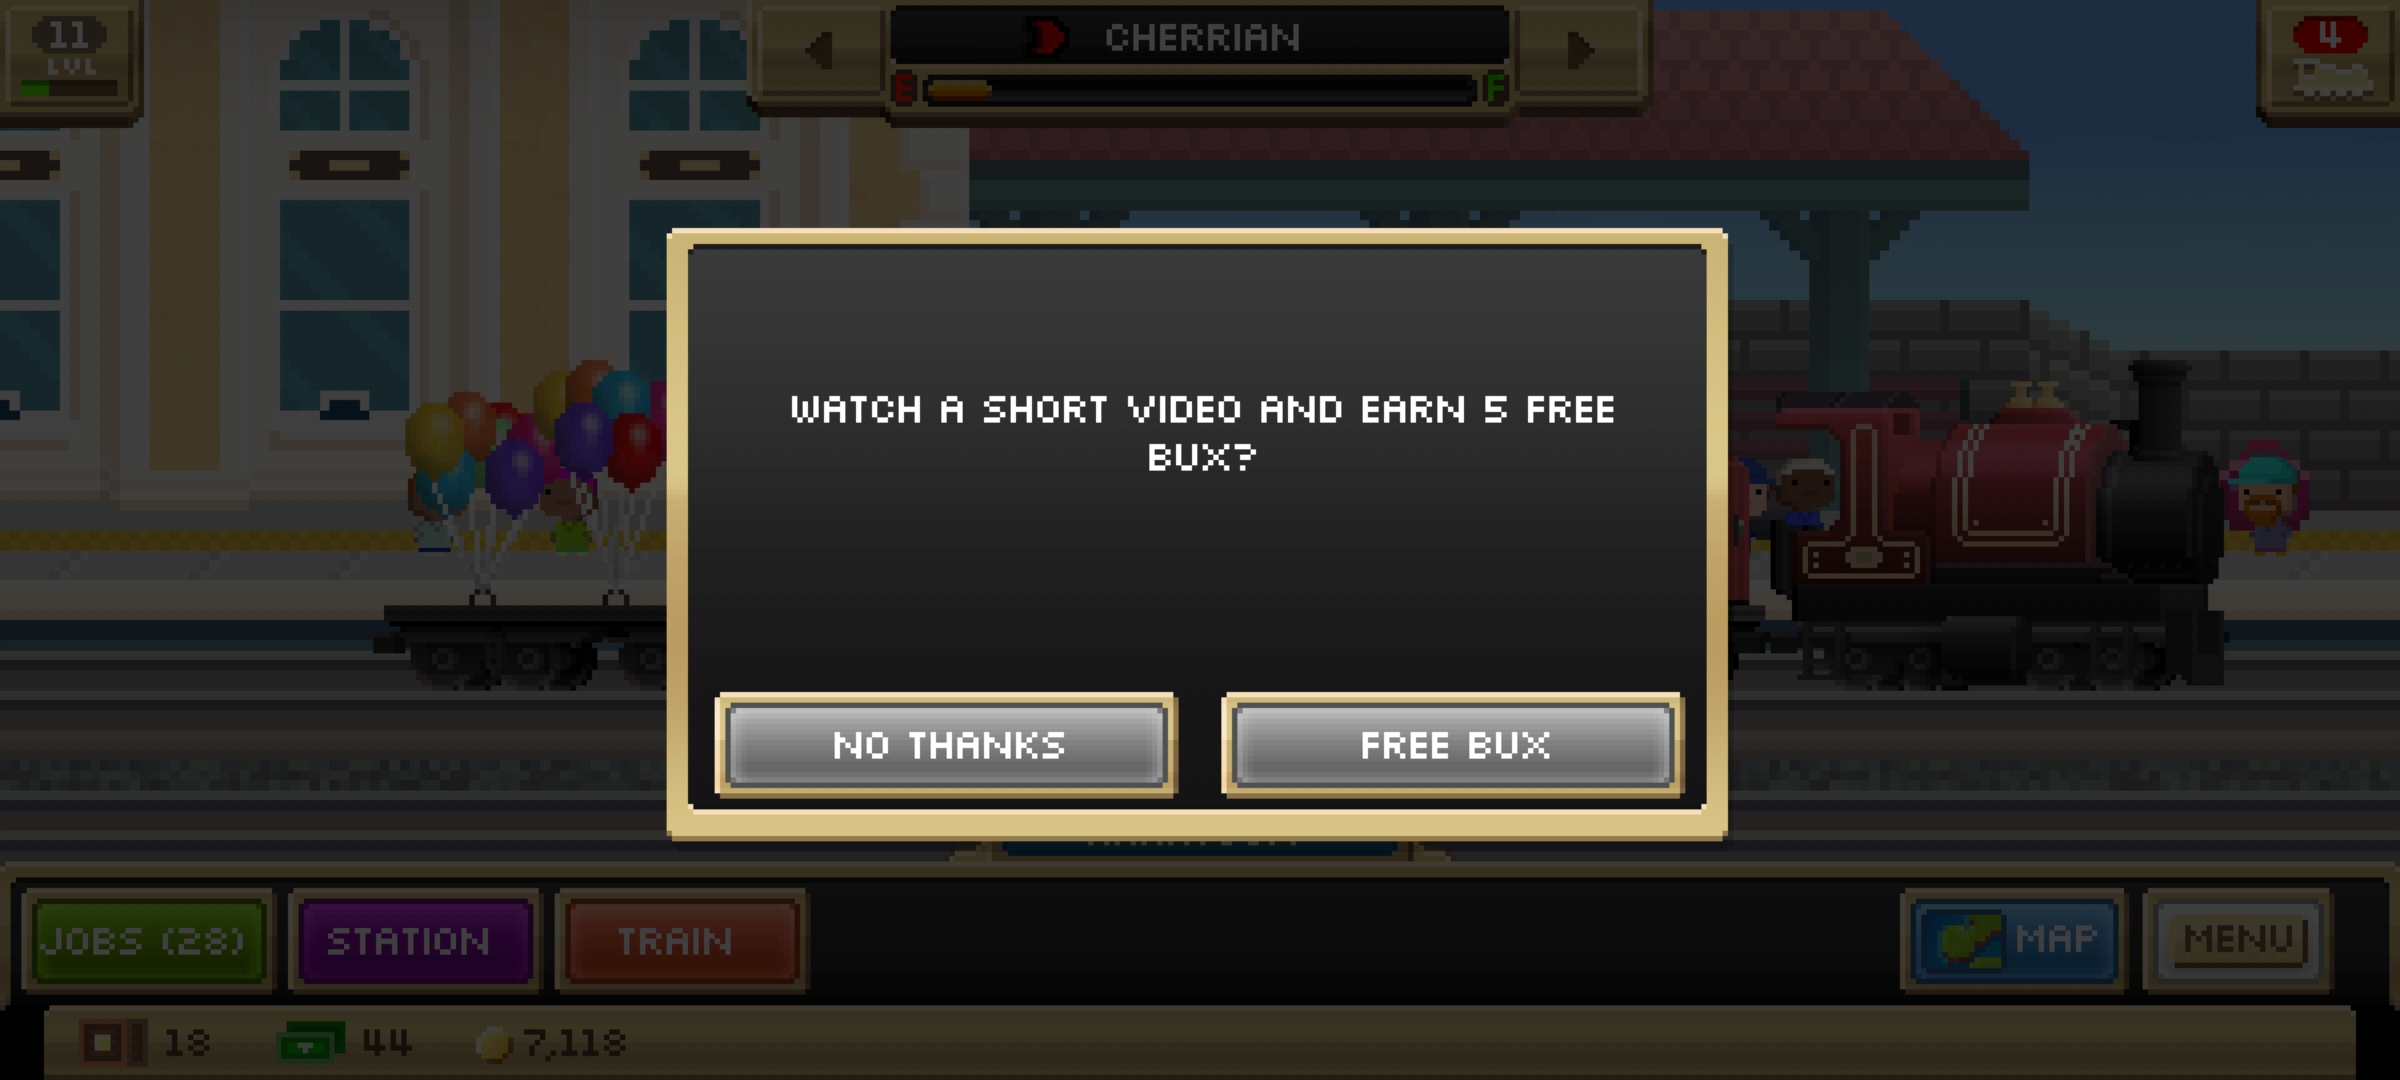 11
LVL
CHERRIAN
E F
4
WATCH A SHORT VIDEO AND EARN 5 FREE
BUX?
NO THANKS
FREE BUX
JOBS (28)
STATION
TRAIN
MAP
MENU
18
44
7,118